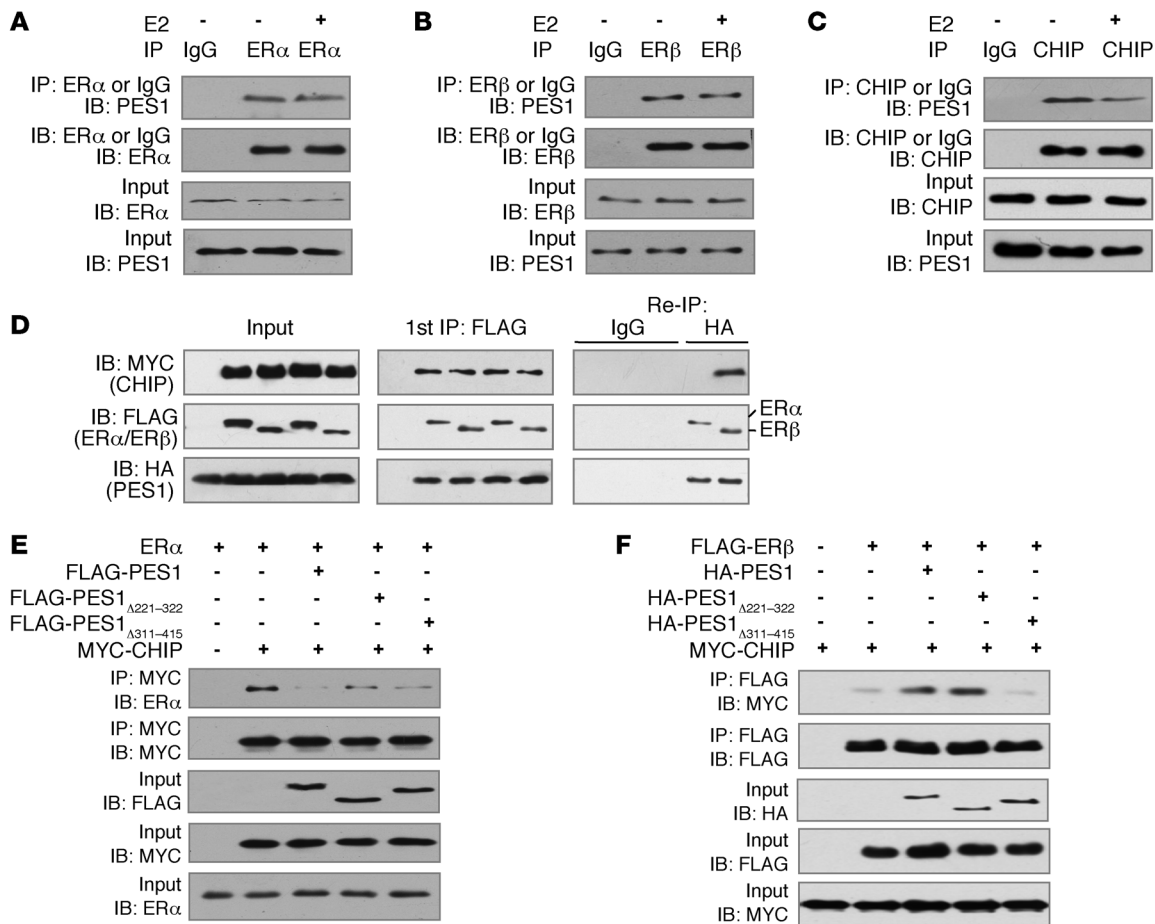 A
E2 - - +
IP IgG ERα ERα
IP: ERα or IgG
IB: PES1
IB: ERα or IgG
IB: ERα
Input
IB: ERα
Input
IB: PES1
B
E2 - - +
IP IgG ERβ ERβ
IP: ERβ or IgG
IB: PES1
IB: ERβ or IgG
IB: ERβ
Input
IB: ERβ
Input
IB: PES1
C
E2 - - +
IP IgG CHIP CHIP
IP: CHIP or IgG
IB: PES1
IB: CHIP or IgG
IB: CHIP
Input
IB: CHIP
Input
IB: PES1
D
Input
1st IP: FLAG
Re-IP:
IgG HA
IB: MYC
(CHIP)
IB: FLAG
(ERα/ERβ)
IB: HA
(PES1)
ERα
ERβ
E
ERα + + + + +
FLAG-PES1 - - + - -
FLAG-PES1Δ221–322 - - - + -
FLAG-PES1Δ311–415 - - - - +
MYC-CHIP - + + + +
IP: MYC
IB: ERα
IP: MYC
IB: MYC
Input
IB: FLAG
Input
IB: MYC
Input
IB: ERα
F
FLAG-ERβ - + + + +
HA-PES1 - - + - -
HA-PES1Δ221–322 - - - + -
HA-PES1Δ311–415 - - - - +
MYC-CHIP + + + + +
IP: FLAG
IB: MYC
IP: FLAG
IB: FLAG
Input
IB: HA
Input
IB: FLAG
Input
IB: MYC